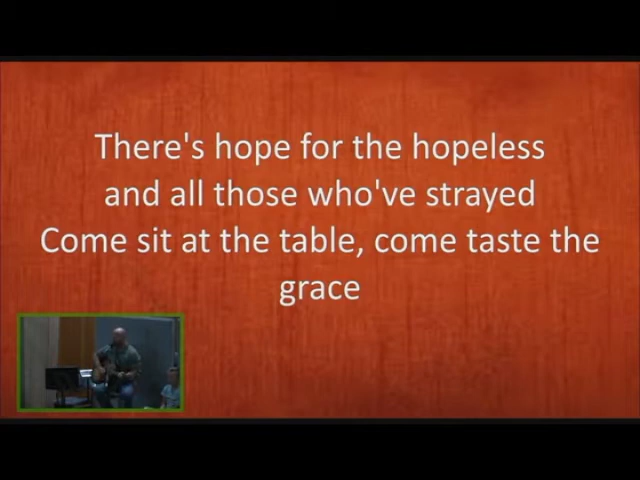 There's hope for the hopeless
and all those who've strayed
Come sit at the table, come taste the
grace